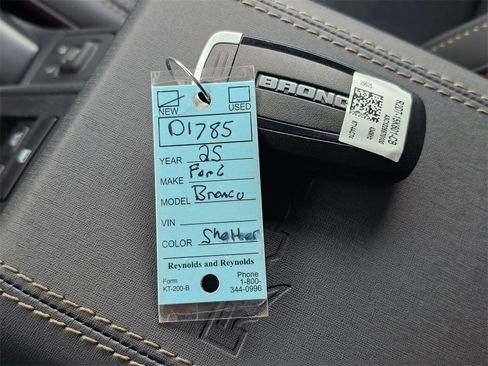 NEW
USED
D1785
YEAR 25
MAKE Ford
MODEL Bronco
VIN
COLOR Shelter
Reynolds and Reynolds
Form
KT-200-B
Phone
1-800-
344-0996
BRONCO